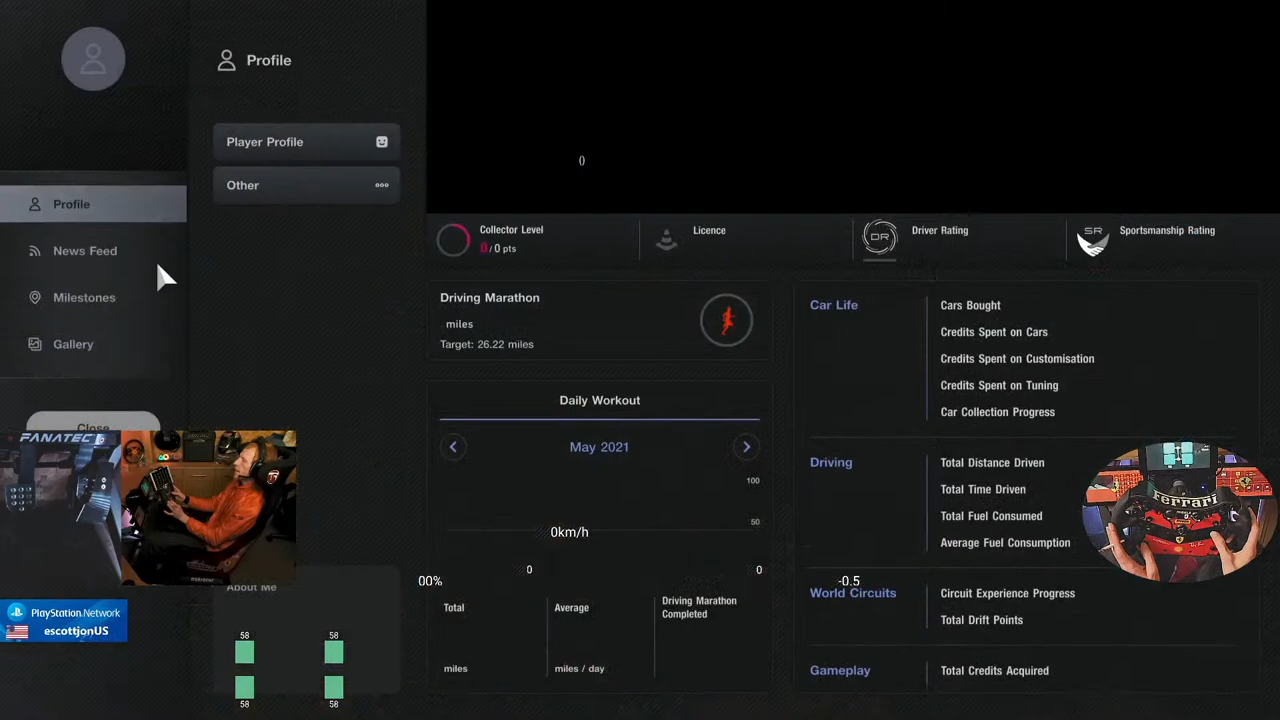 Profile
Player Profile
Other
Profile
News Feed
Milestones
Gallery
Close
FANATEC
PlayStation.Network
escottjonUS
About Me
58 58
58 58
()
Collector Level
0 / 0 pts
Licence
DR
Driver Rating
SR
Sportsmanship Rating
Driving Marathon
miles
Target: 26.22 miles
Daily Workout
May 2021
100
50
0km/h
0
0
00%
-0.5
Total
miles
Average
miles / day
Driving Marathon
Completed
Car Life
Cars Bought
Credits Spent on Cars
Credits Spent on Customisation
Credits Spent on Tuning
Car Collection Progress
Driving
Total Distance Driven
Total Time Driven
Total Fuel Consumed
Average Fuel Consumption
Ferrari
World Circuits
Circuit Experience Progress
Total Drift Points
Gameplay
Total Credits Acquired